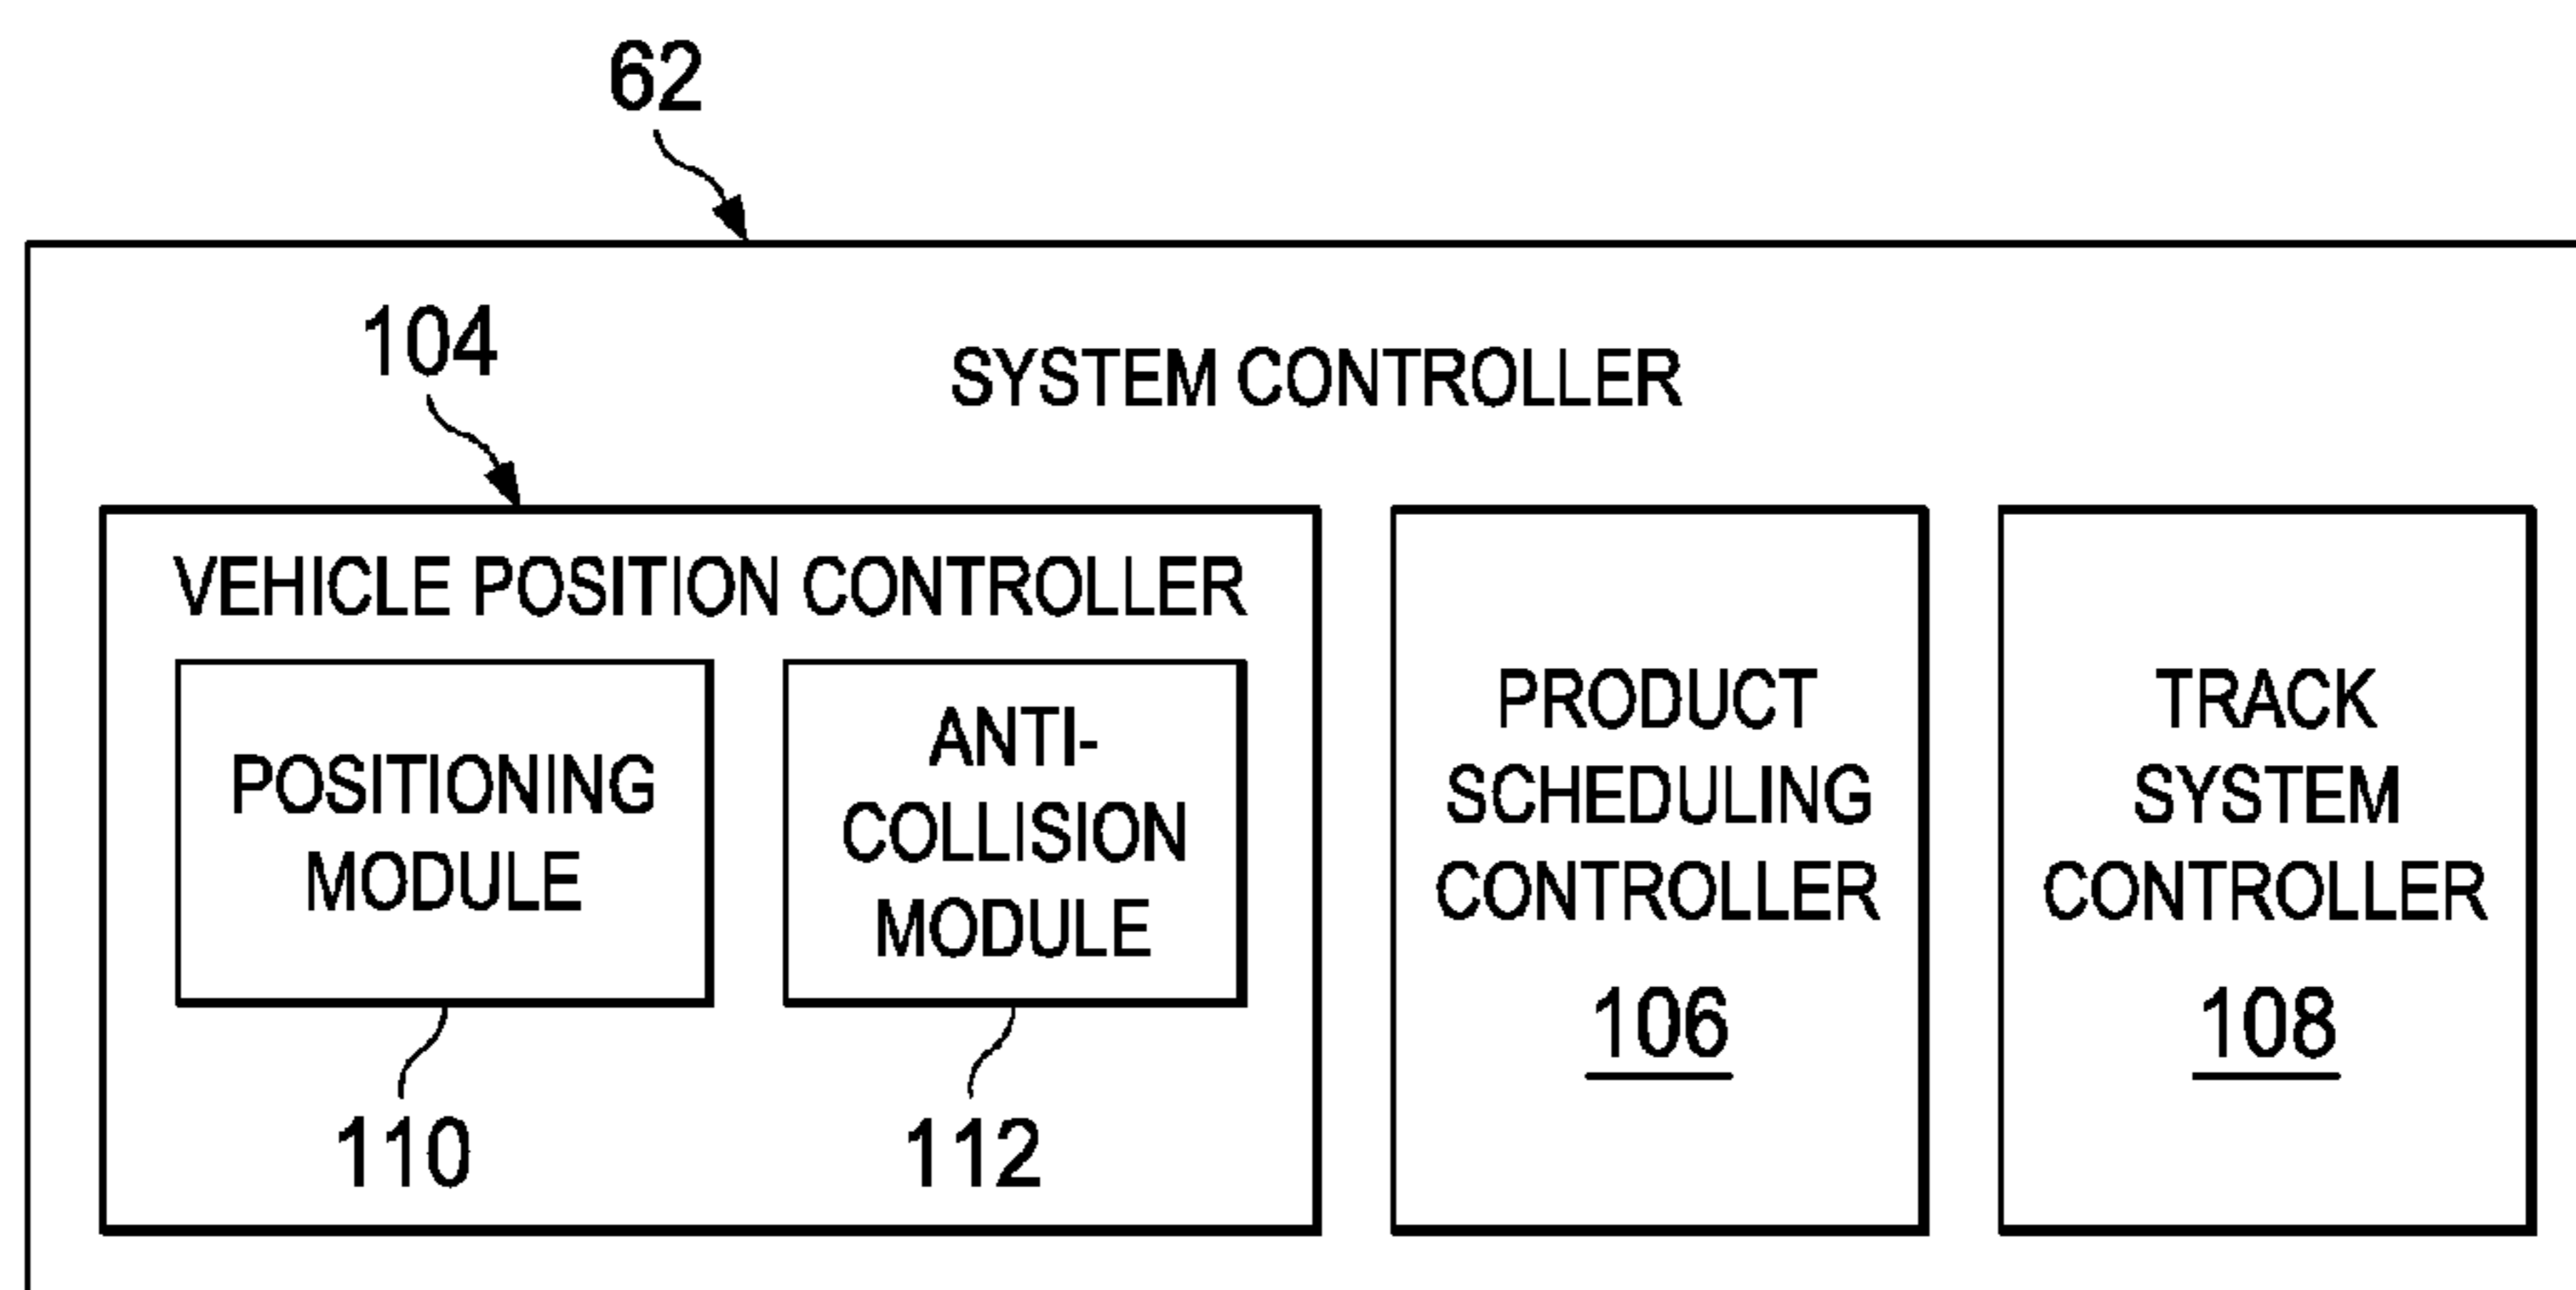 62
104
SYSTEM CONTROLLER
VEHICLE POSITION CONTROLLER
POSITIONING
MODULE
110
ANTI-
COLLISION
MODULE
112
PRODUCT
SCHEDULING
CONTROLLER
106
TRACK
SYSTEM
CONTROLLER
108